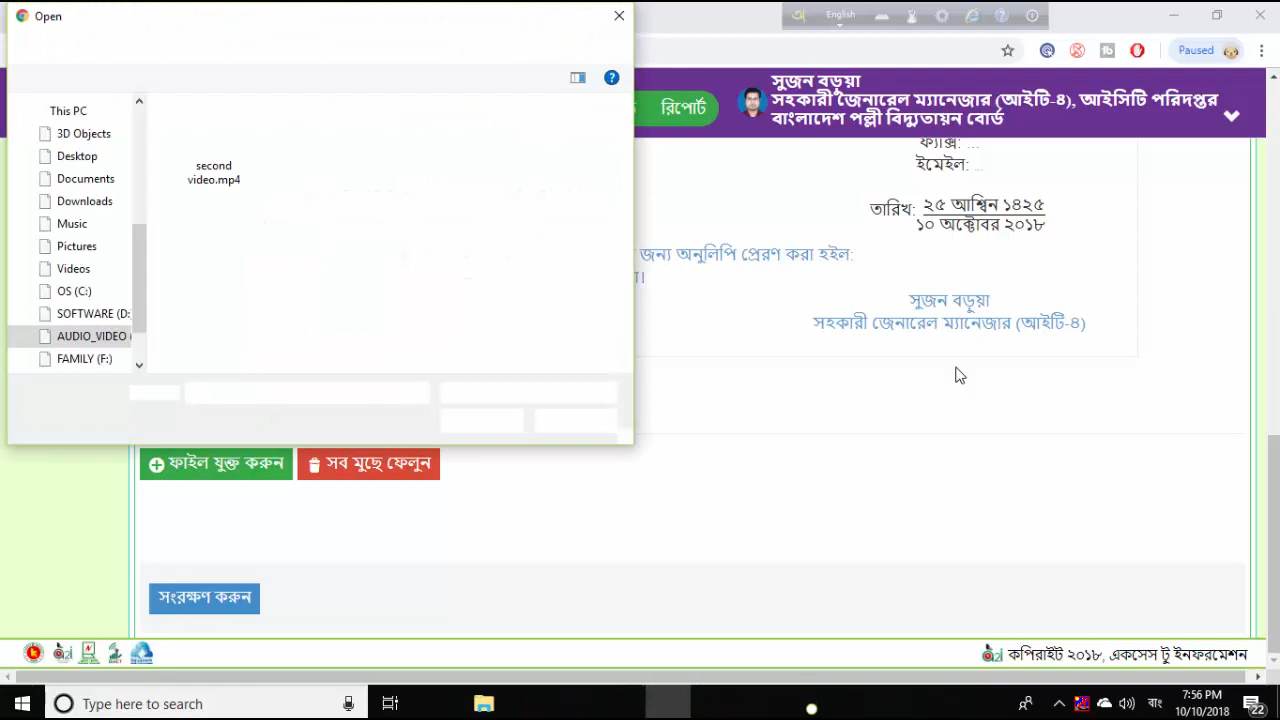 Open
English
Paused
This PC
3D Objects
Desktop
Documents
Downloads
Music
Pictures
Videos
OS (C:)
SOFTWARE (D:
AUDIO_VIDEO (
FAMILY (F:)
second
video.mp4
রিপোর্ট
সুজন বড়ুয়া
সহকারী জেনারেল ম্যানেজার (আইটি-৪), আইসিটি পরিদপ্তর
বাংলাদেশ পল্লী বিদ্যুতায়ন বোর্ড
ফ্যাক্স: ...
ইমেইল: ...
তারিখ: ২৫ আশ্বিন ১৪২৫
১০ অক্টোবর ২০১৮
জন্য অনুলিপি প্রেরণ করা হইল:
সুজন বড়ুয়া
সহকারী জেনারেল ম্যানেজার (আইটি-৪)
ফাইল যুক্ত করুন
সব মুছে ফেলুন
সংরক্ষণ করুন
কপিরাইট ২০১৮, একসেস টু ইনফরমেশন
Type here to search
বাং
7:56 PM
10/10/2018
22